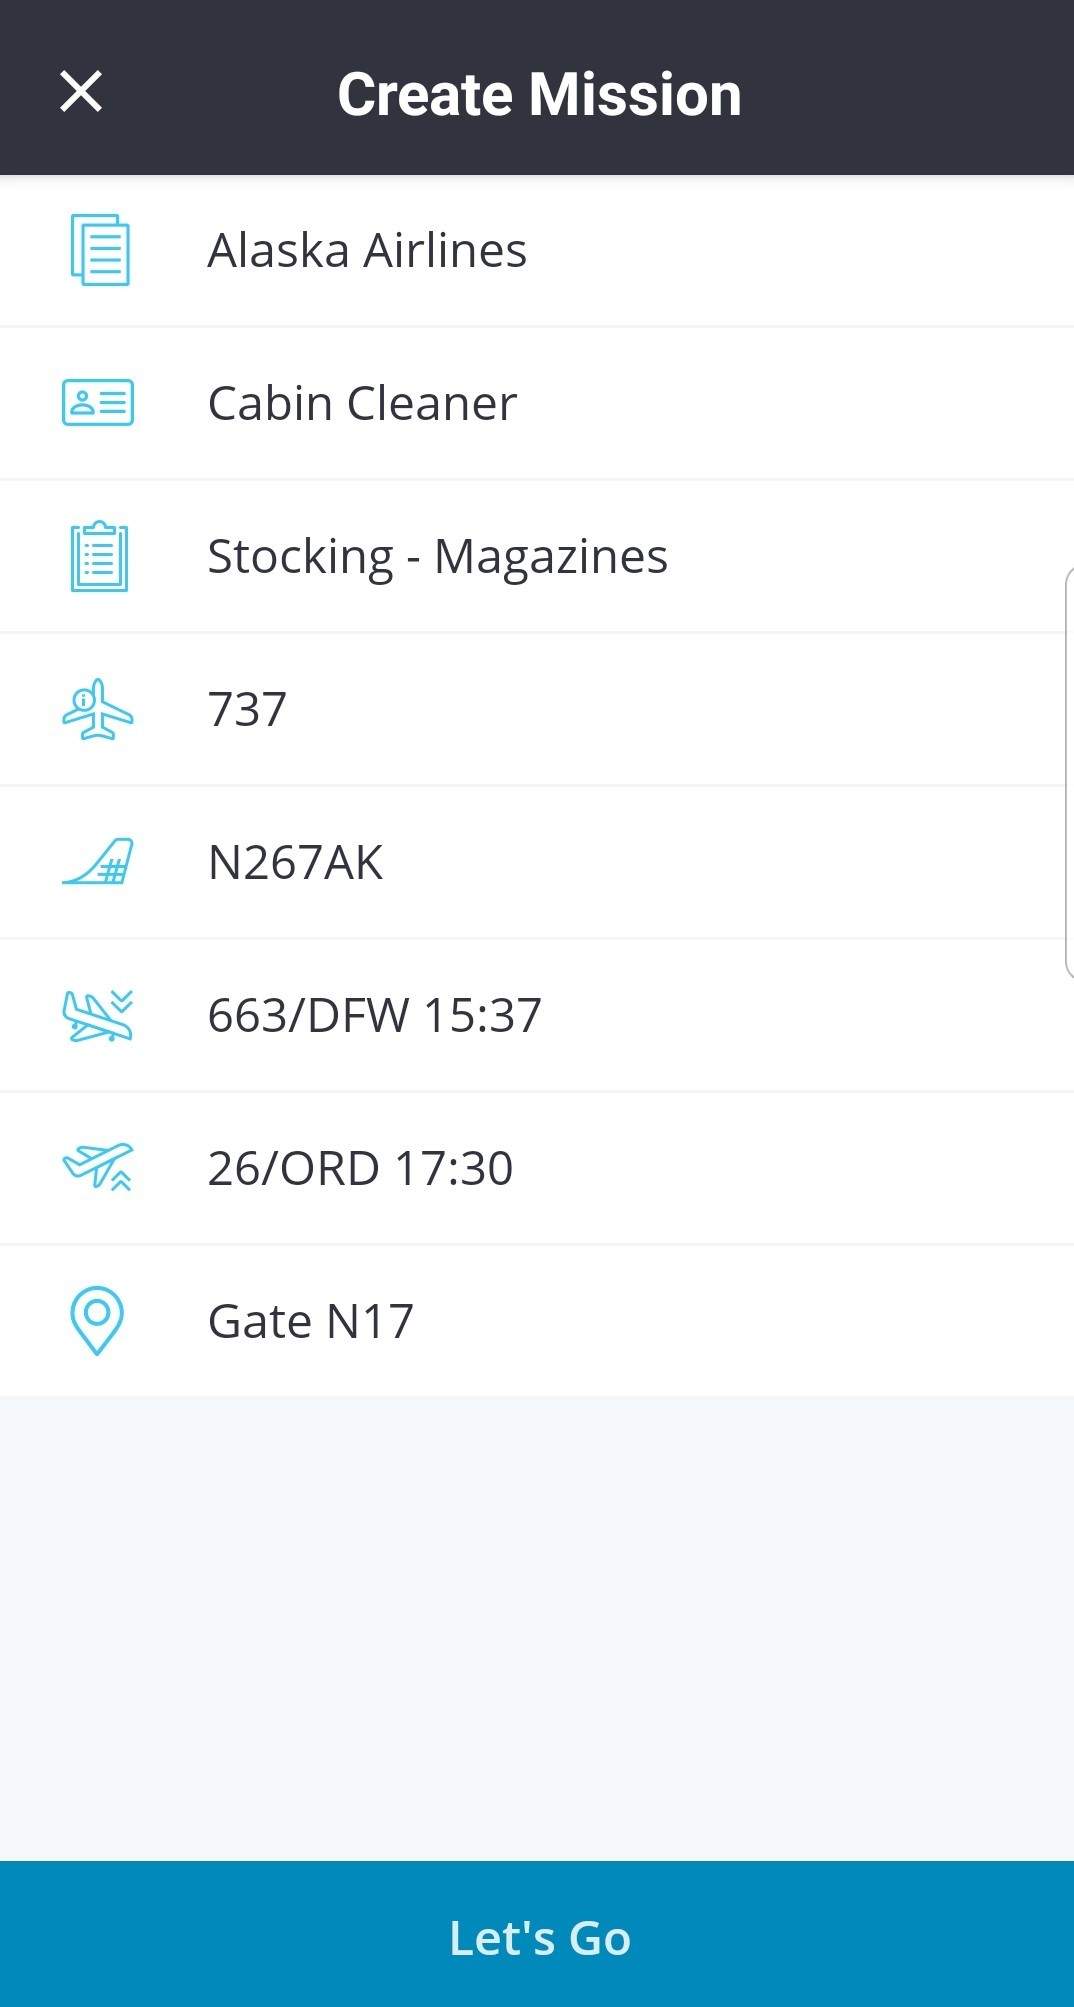 Create Mission
Alaska Airlines
Cabin Cleaner
Stocking - Magazines
737
N267AK
663/DFW 15:37
26/ORD 17:30
Gate N17
Let's Go